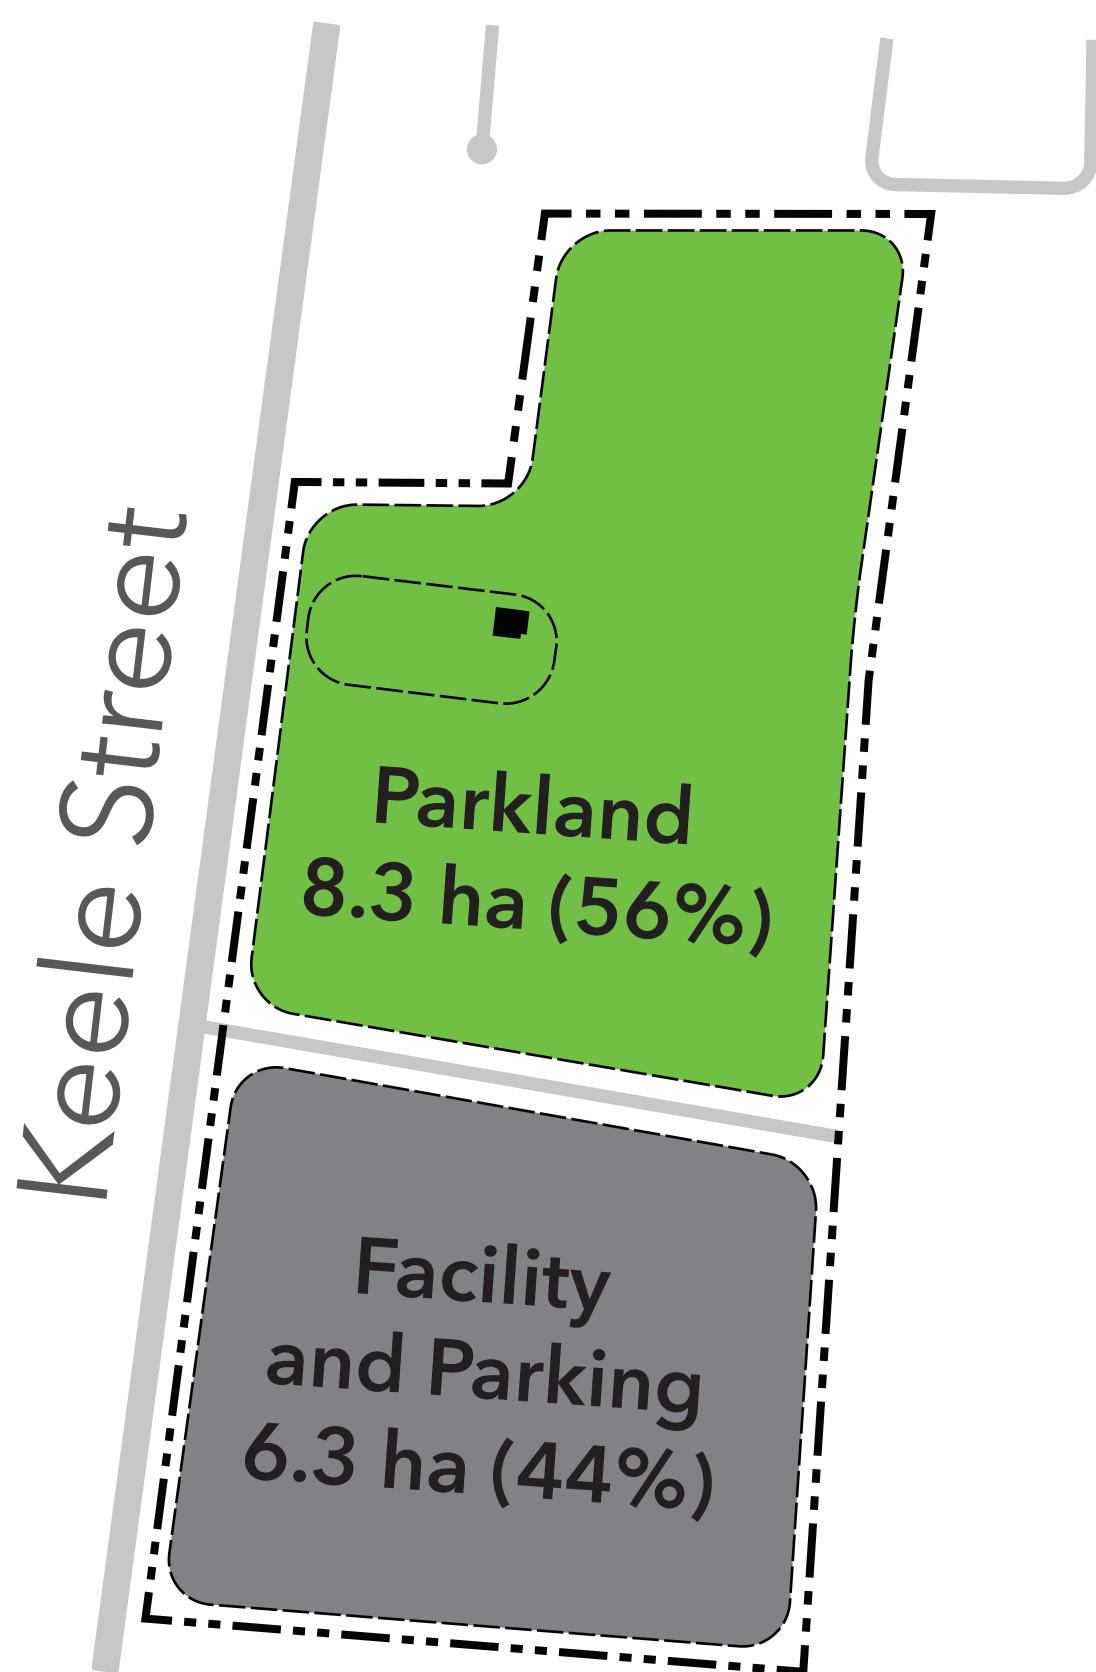 Keele Street
Parkland
8.3 ha (56%)
Facility
and Parking
6.3 ha (44%)